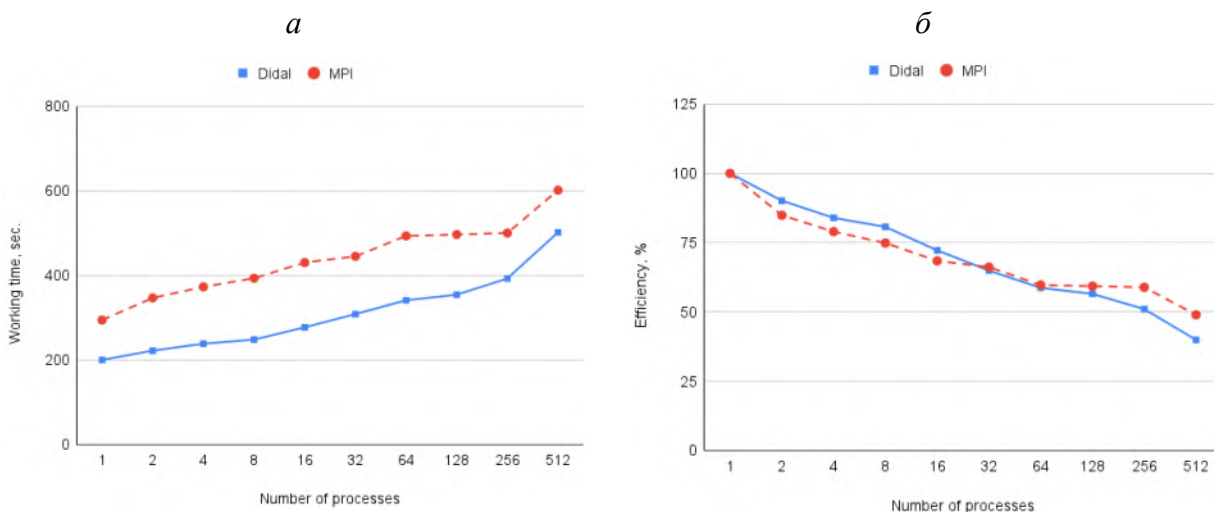 а
Didal MPI
800
600
400
200
0
Working time, sec.
1 2 4 8 16 32 64 128 256 512
Number of processes
б
Didal MPI
125
100
75
50
25
0
Efficiency, %
1 2 4 8 16 32 64 128 256 512
Number of processes